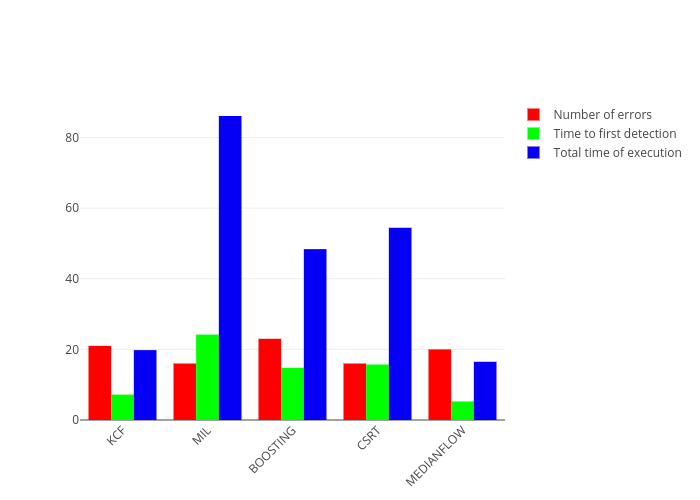 Number of errors
Time to first detection
Total time of execution
80
60
40
20
0
KCF
MIL
BOOSTING
CSRT
MEDIANFLOW